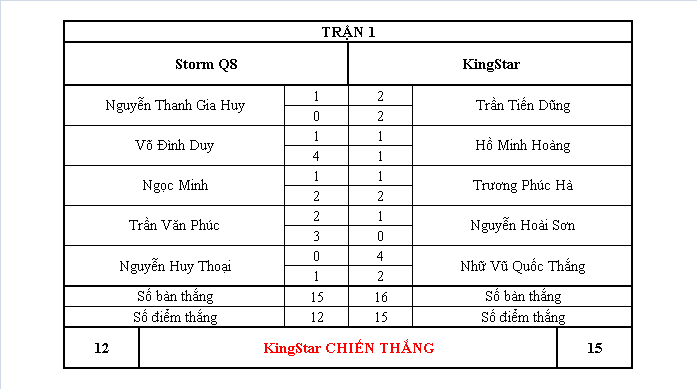 TRẬN 1
Storm Q8 KingStar
Nguyễn Thanh Gia Huy 1 2 Trần Tiến Dũng
0 2
Võ Đình Duy 1 1 Hồ Minh Hoàng
4 1
Ngọc Minh 1 1 Trương Phúc Hà
2 2
Trần Văn Phúc 2 1 Nguyễn Hoài Sơn
3 0
Nguyễn Huy Thoại 0 4 Nhữ Vũ Quốc Thắng
1 2
Số bàn thắng 15 16 Số bàn thắng
Số điểm thắng 12 15 Số điểm thắng
12 KingStar CHIẾN THẮNG 15